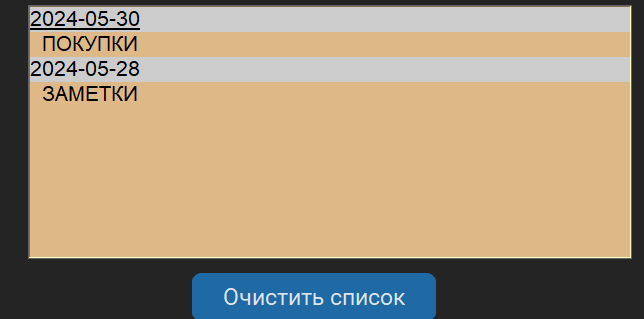 2024-05-30
ПОКУПКИ
2024-05-28
ЗАМЕТКИ
Очистить список